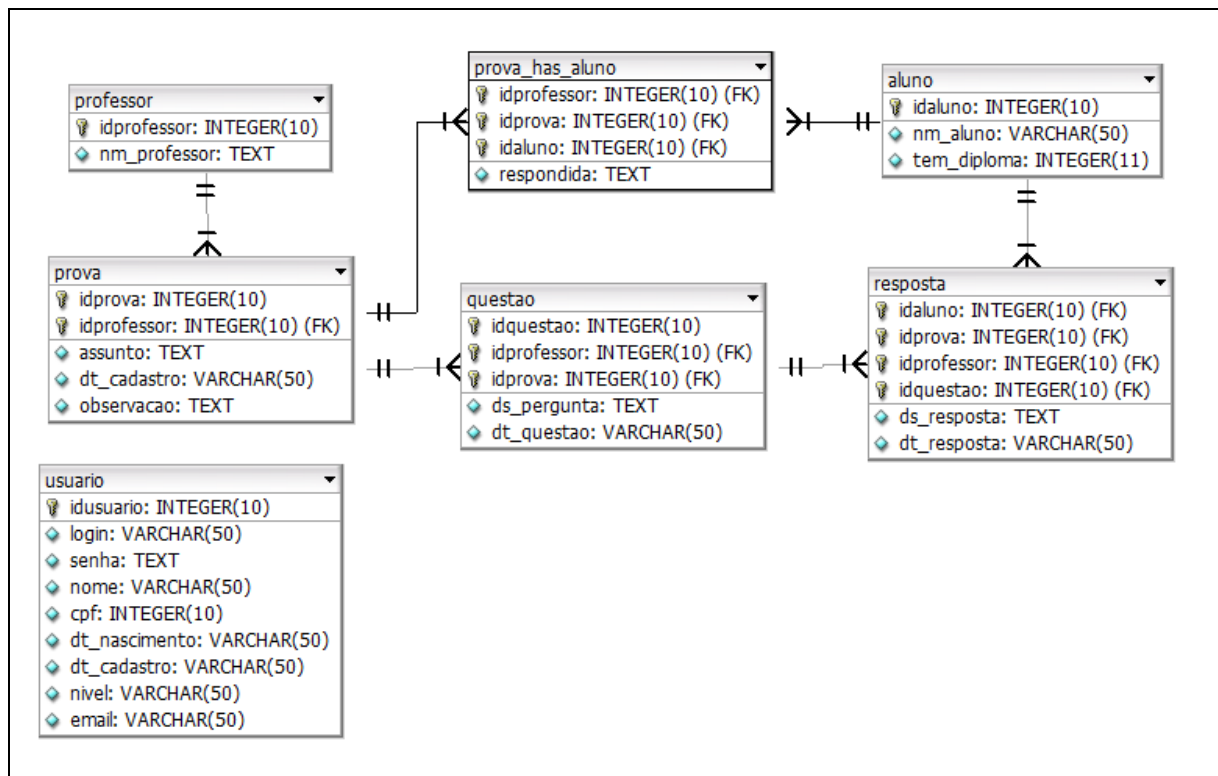 professor
idprofessor: INTEGER(10)
nm_professor: TEXT
prova_has_aluno
idprofessor: INTEGER(10) (FK)
idprova: INTEGER(10) (FK)
idaluno: INTEGER(10) (FK)
respondida: TEXT
aluno
idaluno: INTEGER(10)
nm_aluno: VARCHAR(50)
tem_diploma: INTEGER(11)
prova
idprova: INTEGER(10)
idprofessor: INTEGER(10) (FK)
assunto: TEXT
dt_cadastro: VARCHAR(50)
observacao: TEXT
questao
idquestao: INTEGER(10)
idprofessor: INTEGER(10) (FK)
idprova: INTEGER(10) (FK)
ds_pergunta: TEXT
dt_questao: VARCHAR(50)
resposta
idaluno: INTEGER(10) (FK)
idprova: INTEGER(10) (FK)
idprofessor: INTEGER(10) (FK)
idquestao: INTEGER(10) (FK)
ds_resposta: TEXT
dt_resposta: VARCHAR(50)
usuario
idusuario: INTEGER(10)
login: VARCHAR(50)
senha: TEXT
nome: VARCHAR(50)
cpf: INTEGER(10)
dt_nascimento: VARCHAR(50)
dt_cadastro: VARCHAR(50)
nivel: VARCHAR(50)
email: VARCHAR(50)